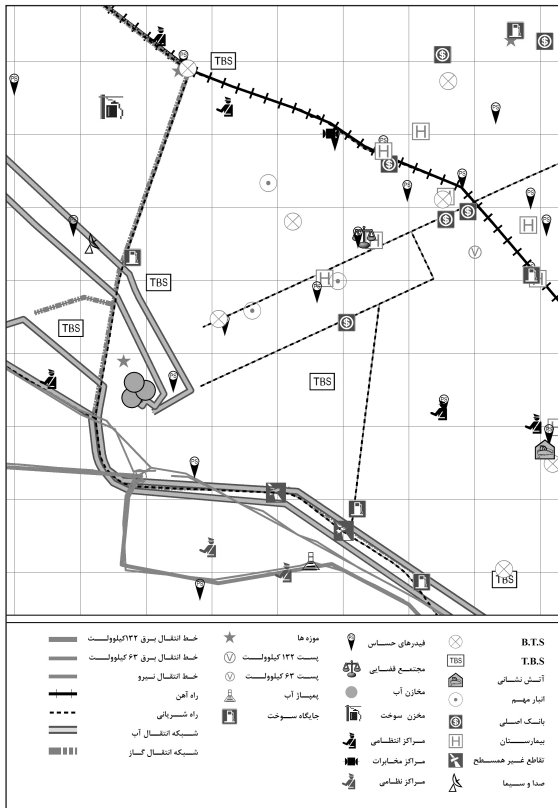 TBS
TBS
TBS
TBS
TBS
خط انتقال برق ۱۳۲کیلوولت
خط انتقال برق ۶۳ کیلوولت
خط انتقال نیرو
راه آهن
راه شریانی
شبکه انتقال آب
شبکه انتقال گاز
موزه ها
پست ۱۳۲ کیلوولت
پست ۶۳ کیلوولت
پمپاژ آب
جایگاه سوخت
فیدرهای حساس
مجتمع قضایی
مخازن آب
مخزن سوخت
مراکز انتظامی
مراکز مخابرات
مراکز نظامی
B.T.S
TBS
T.B.S
آتش نشانی
انبار مهم
بانک اصلی
بیمارستان
تقاطع غیر همسطح
صدا و سیما